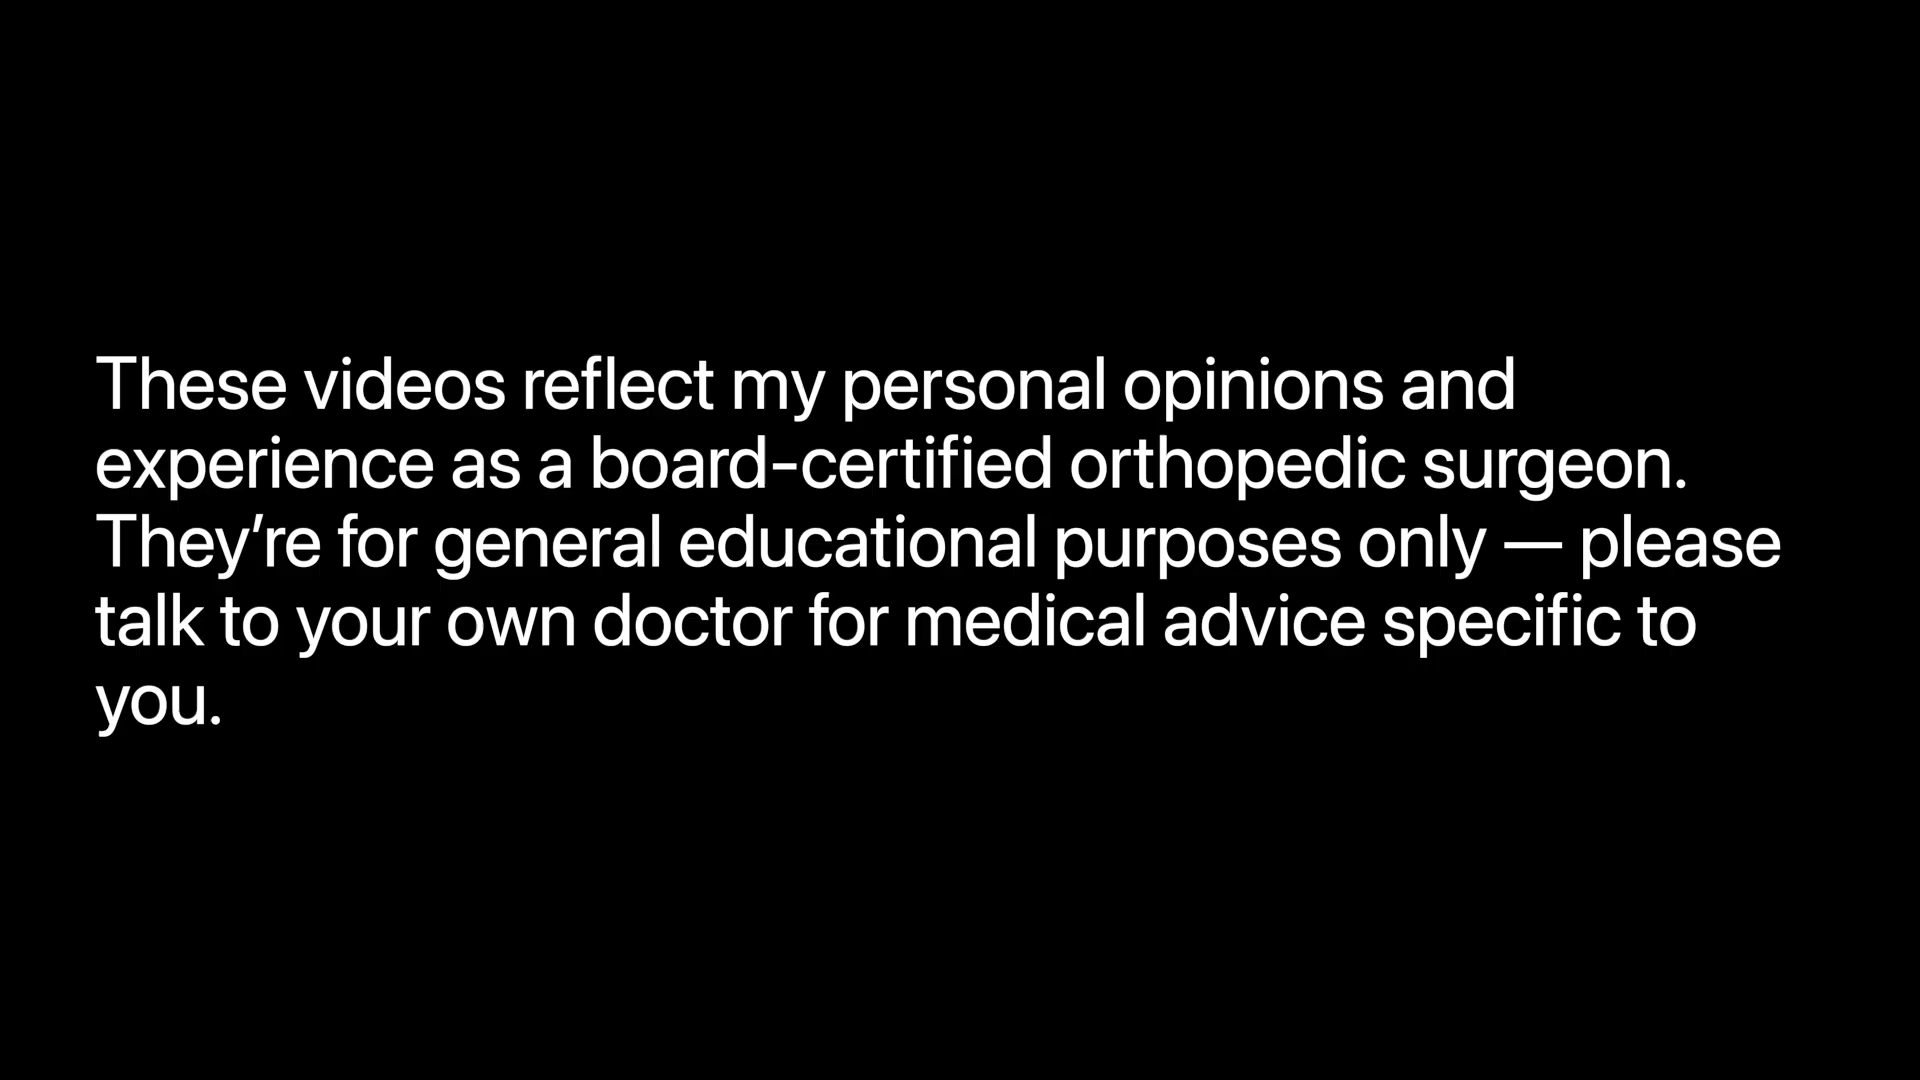 These videos reflect my personal opinions and
experience as a board-certified orthopedic surgeon.
They’re for general educational purposes only — please
talk to your own doctor for medical advice specific to
you.